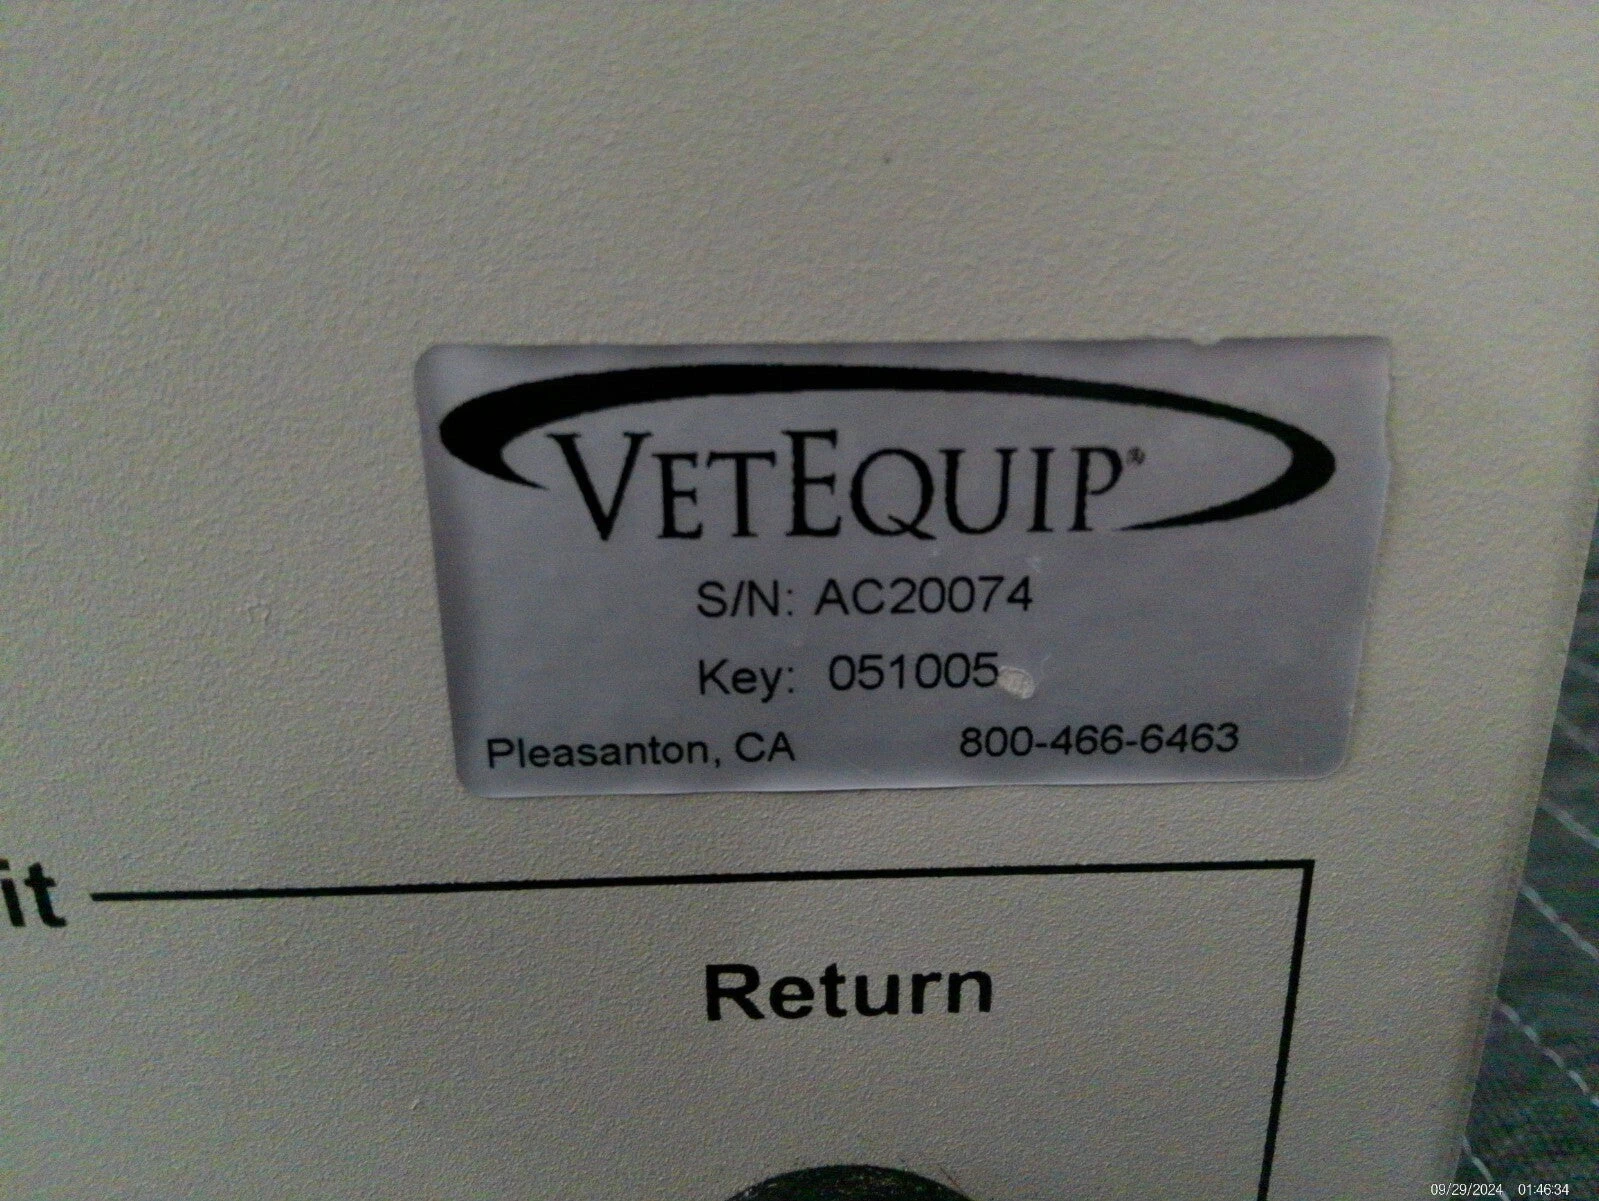 VETEQUIP®
S/N: AC20074
Key: 051005
Pleasanton, CA 800-466-6463
it
Return
09/29/2024 01:46:34